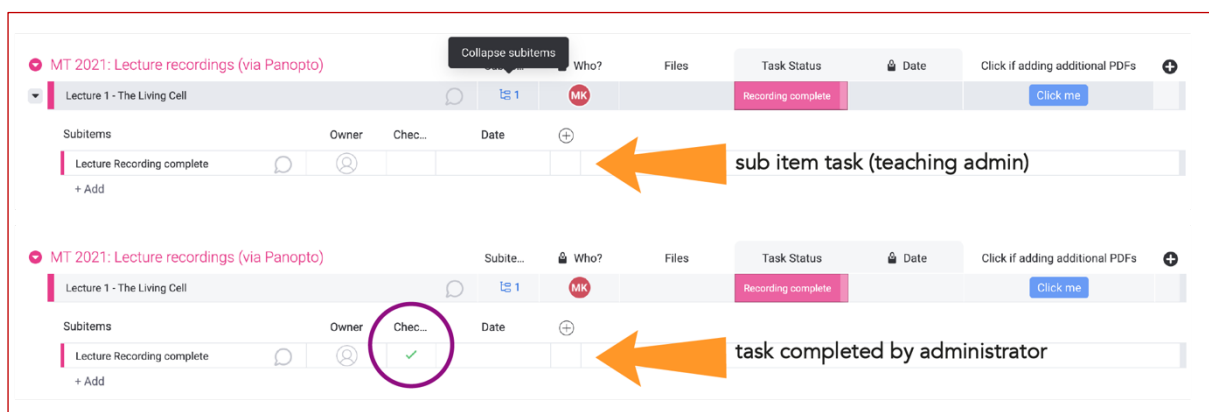 Collapse subitems
MT 2021: Lecture recordings (via Panopto) Who? Files Task Status Date Click if adding additional PDFs
Lecture 1 - The Living Cell 1 MK Recording complete Click me
Subitems Owner Chec... Date
Lecture Recording complete sub item task (teaching admin)
+ Add
MT 2021: Lecture recordings (via Panopto) Subite... Who? Files Task Status Date Click if adding additional PDFs
Lecture 1 - The Living Cell 1 MK Recording complete Click me
Subitems Owner Chec... Date
Lecture Recording complete task completed by administrator
+ Add